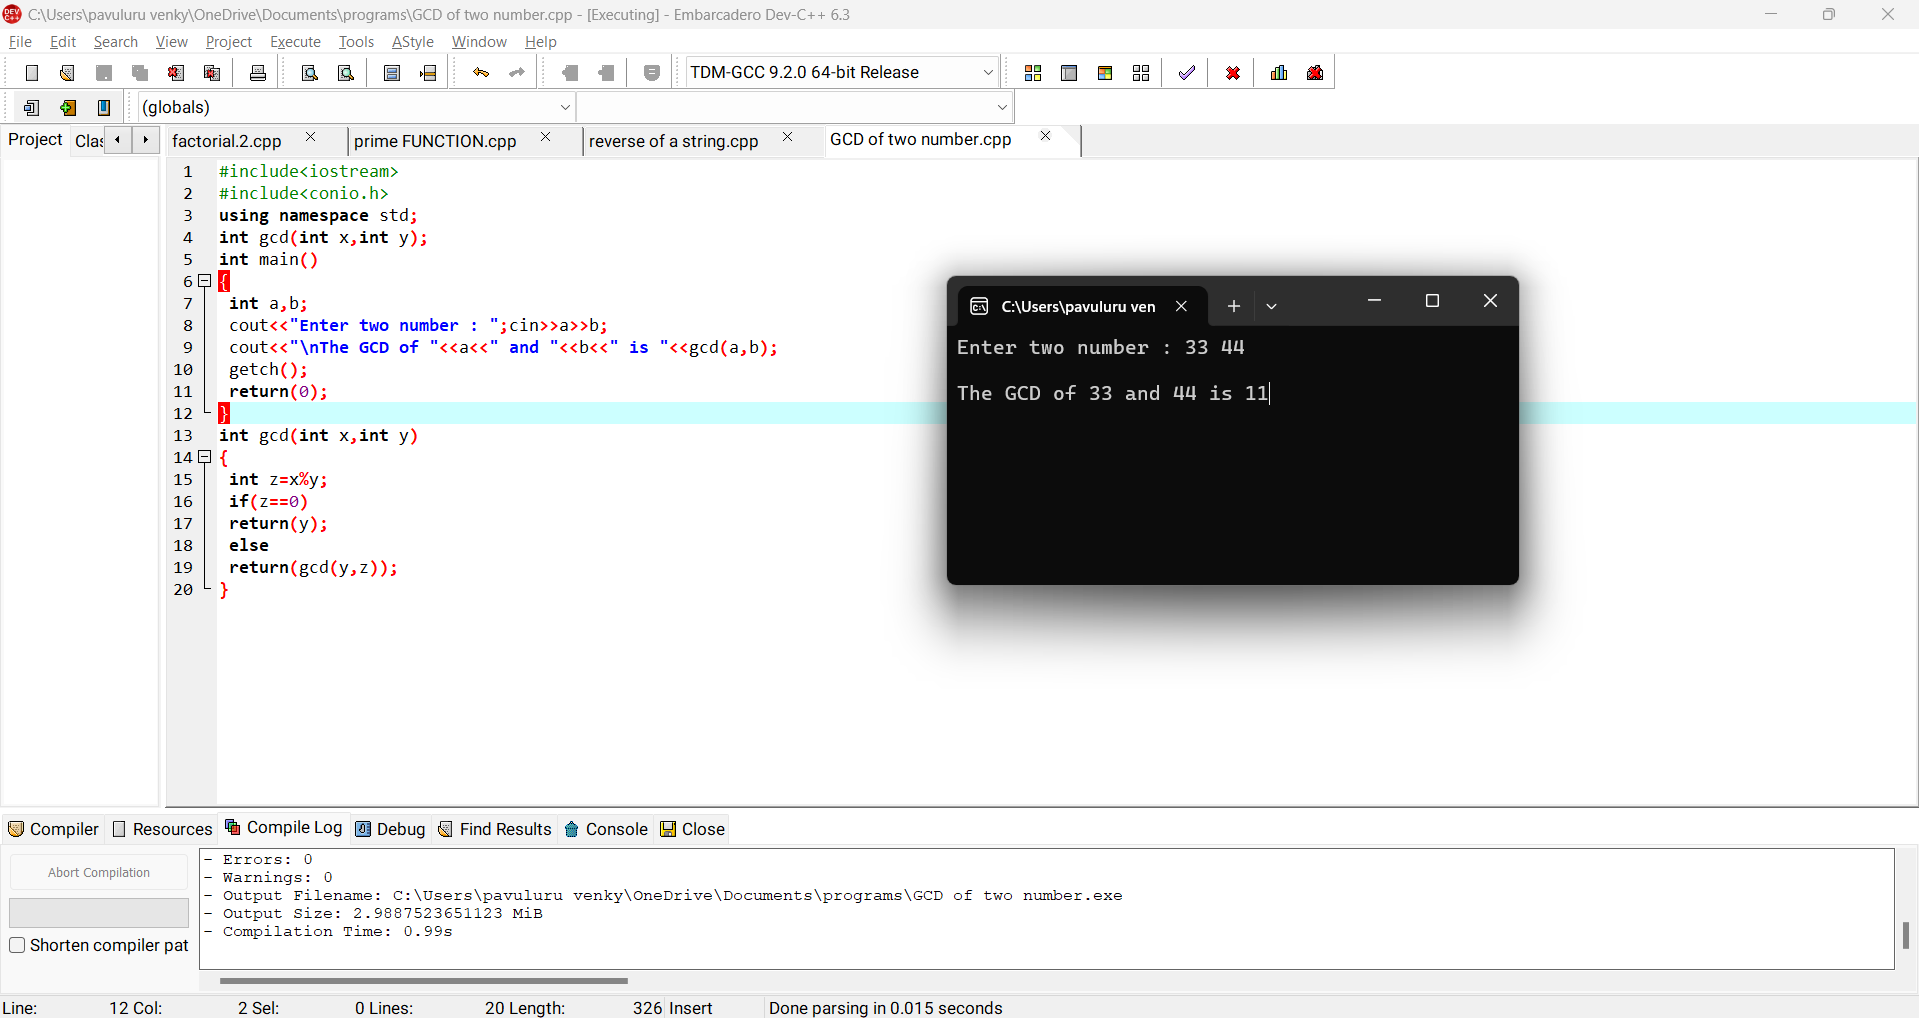 C:\Users\pavuluru venky\OneDrive\Documents\programs\GCD of two number.cpp - [Executing] - Embarcadero Dev-C++ 6.3
File Edit Search View Project Execute Tools AStyle Window Help
TDM-GCC 9.2.0 64-bit Release
(globals)
Project Clas factorial.2.cpp prime FUNCTION.cpp reverse of a string.cpp GCD of two number.cpp
1 #include<iostream>
2 #include<conio.h>
3 using namespace std;
4 int gcd(int x,int y);
5 int main()
6 {
7 int a,b;
8 cout<<"Enter two number : ";cin>>a>>b;
9 cout<<"\nThe GCD of "<<a<<" and "<<b<<" is "<<gcd(a,b);
10 getch();
11 return(0);
12 }
13 int gcd(int x,int y)
14 {
15 int z=x%y;
16 if(z==0)
17 return(y);
18 else
19 return(gcd(y,z));
20 }
C:\Users\pavuluru ven
Enter two number : 33 44
The GCD of 33 and 44 is 11
Compiler Resources Compile Log Debug Find Results Console Close
Abort Compilation
Shorten compiler pat
- Errors: 0
- Warnings: 0
- Output Filename: C:\Users\pavuluru venky\OneDrive\Documents\programs\GCD of two number.exe
- Output Size: 2.9887523651123 MiB
- Compilation Time: 0.99s
Line: 12 Col: 2 Sel: 0 Lines: 20 Length: 326 Insert Done parsing in 0.015 seconds